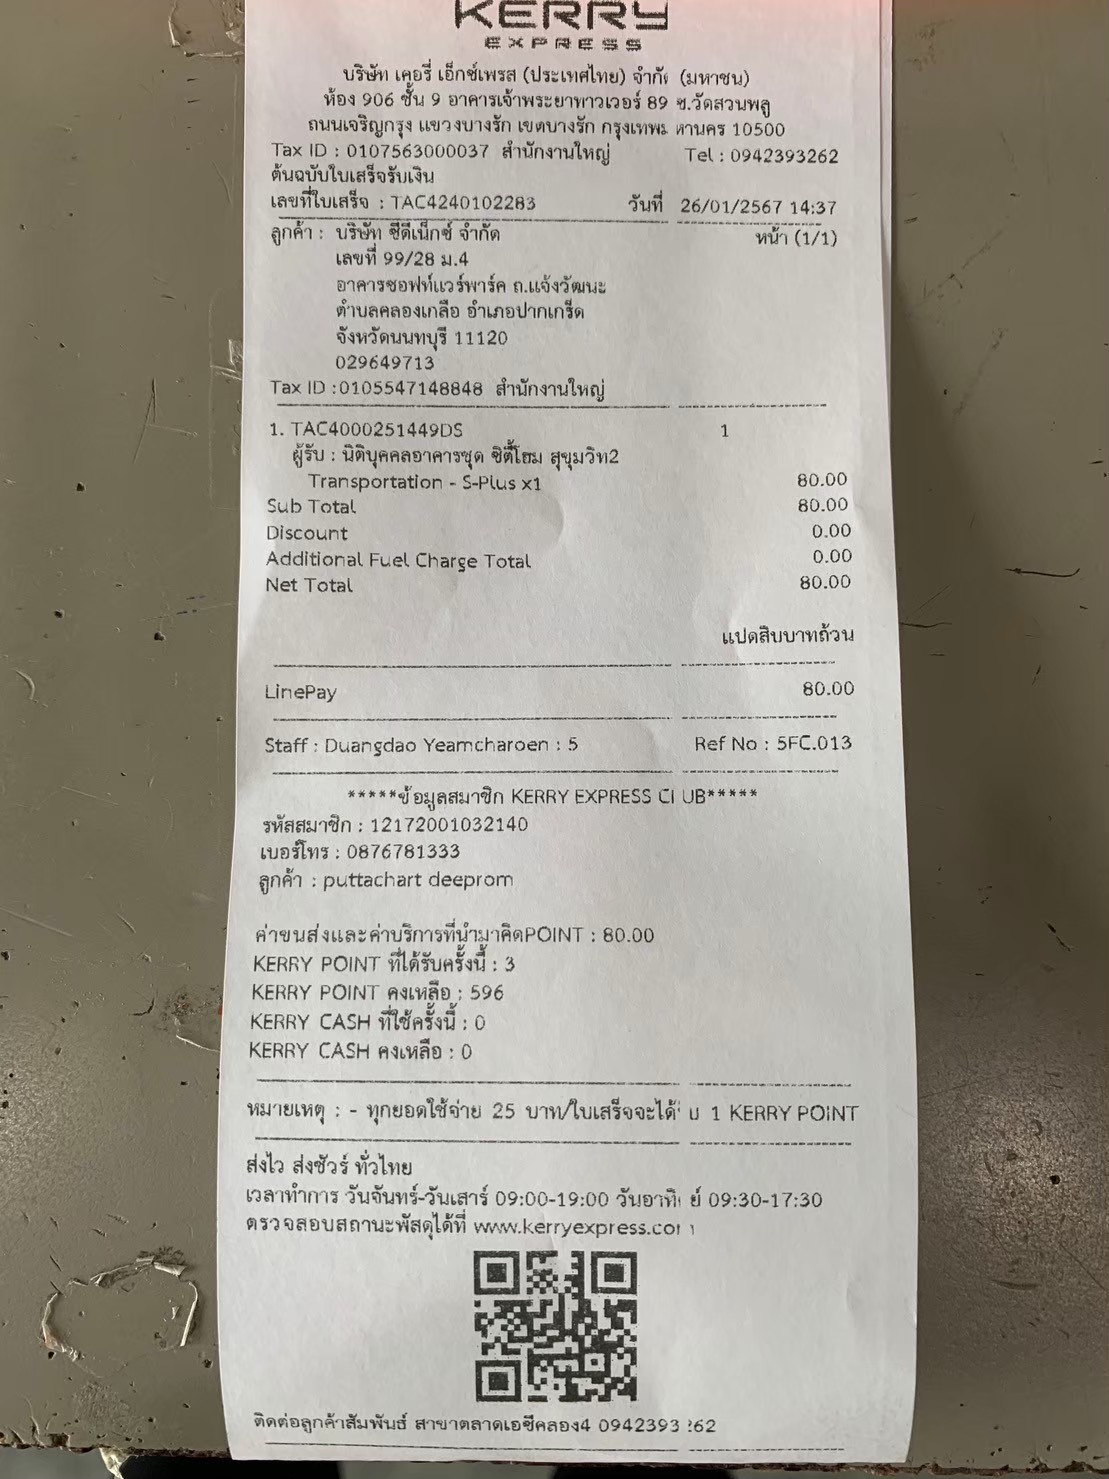 KERRY
EXPRESS
บริษัท เคอรี่ เอ็กซ์เพรส (ประเทศไทย) จำกัด (มหาชน)
ห้อง 906 ชั้น 9 อาคารเจ้าพระยาทาวเวอร์ 89 ซ.วัดสวนพลู
ถนนเจริญกรุง แขวงบางรัก เขตบางรัก กรุงเทพมหานคร 10500
Tax ID : 0107563000037 สำนักงานใหญ่ Tel : 0942393262
ต้นฉบับใบเสร็จรับเงิน
เลขที่ใบเสร็จ : TAC4240102283 วันที่ 26/01/2567 14:37
ลูกค้า : บริษัท ซีดีเน็กซ์ จำกัด หน้า (1/1)
เลขที่ 99/28 ม.4
อาคารซอฟท์แวร์พาร์ค ถ.แจ้งวัฒนะ
ตำบลคลองเกลือ อำเภอปากเกร็ด
จังหวัดนนทบุรี 11120
029649713
Tax ID :0105547148848 สำนักงานใหญ่
1. TAC4000251449DS 1
ผู้รับ : นิติบุคคลอาคารชุด ซิตี้โฮม สุขุมวิท2
Transportation - S-Plus x1 80.00
Sub Total 80.00
Discount 0.00
Additional Fuel Charge Total 0.00
Net Total 80.00
แปดสิบบาทถ้วน
LinePay 80.00
Staff : Duangdao Yeamcharoen : 5 Ref No : 5FC.013
*****ข้อมูลสมาชิก KERRY EXPRESS CLUB*****
รหัสสมาชิก : 12172001032140
เบอร์โทร : 0876781333
ลูกค้า : puttachart deeprom
ค่าขนส่งและค่าบริการที่นำมาคิดPOINT : 80.00
KERRY POINT ที่ได้รับครั้งนี้ : 3
KERRY POINT คงเหลือ : 596
KERRY CASH ที่ใช้ครั้งนี้ : 0
KERRY CASH คงเหลือ : 0
หมายเหตุ : - ทุกยอดใช้จ่าย 25 บาท/ใบเสร็จจะได้รับ 1 KERRY POINT
ส่งไว ส่งชัวร์ ทั่วไทย
เวลาทำการ วันจันทร์-วันเสาร์ 09:00-19:00 วันอาทิตย์ 09:30-17:30
ตรวจสอบสถานะพัสดุได้ที่ www.kerryexpress.com
ติดต่อลูกค้าสัมพันธ์ สาขาตลาดเอซีคลอง4 0942393262